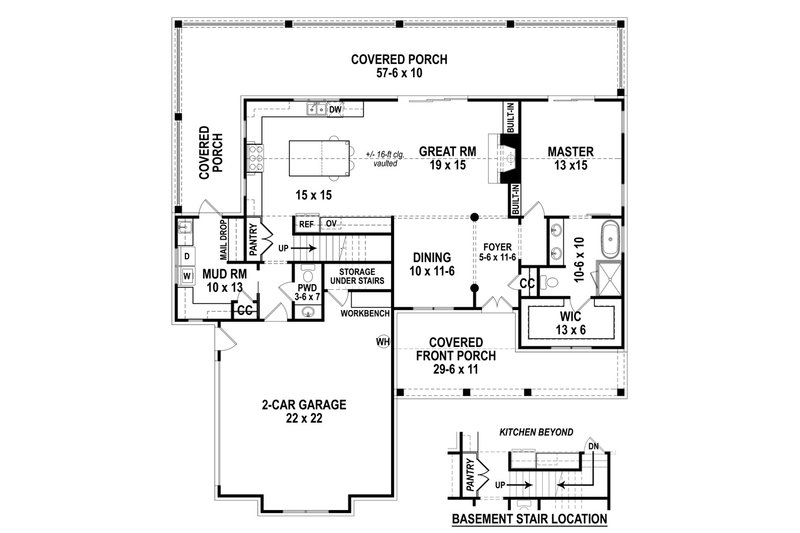 COVERED PORCH
57-6 x 10
COVERED
PORCH
DW
BUILT-IN
GREAT RM
19 x 15
+/- 16-ft clg.
vaulted
MASTER
13 x15
15 x 15
BUILT-IN
REF
OV
MAIL DROP
PANTRY
UP
D
W
MUD RM
10 x 13
CC
PWD
3-6 x 7
STORAGE
UNDER STAIRS
WORKBENCH
DINING
10 x 11-6
FOYER
5-6 x 11-6
CC
10-6 x 10
WIC
13 x 6
WH
COVERED
FRONT PORCH
29-6 x 11
2-CAR GARAGE
22 x 22
KITCHEN BEYOND
DN
PANTRY
UP
BASEMENT STAIR LOCATION